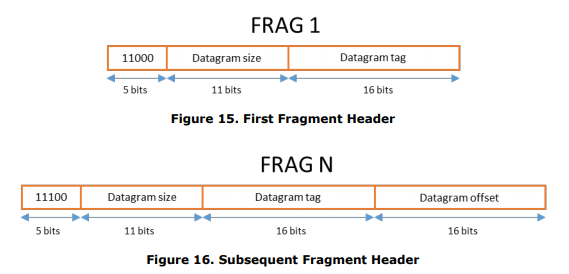 FRAG 1
11000 Datagram size Datagram tag
5 bits 11 bits 16 bits
Figure 15. First Fragment Header
FRAG N
11100 Datagram size Datagram tag Datagram offset
5 bits 11 bits 16 bits 16 bits
Figure 16. Subsequent Fragment Header